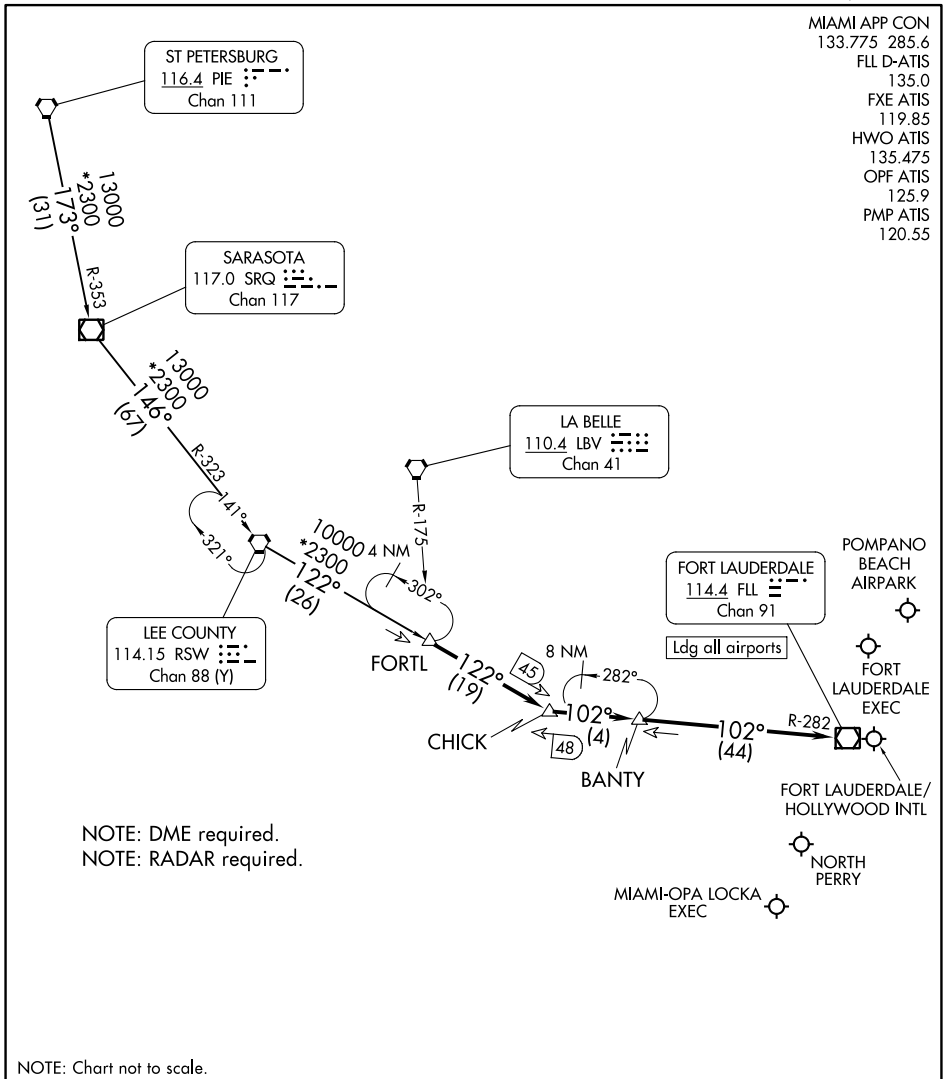 MIAMI APP CON
133.775 285.6
FLL D-ATIS
135.0
FXE ATIS
119.85
HWO ATIS
135.475
OPF ATIS
125.9
PMP ATIS
120.55
ST PETERSBURG
116.4 PIE
Chan 111
13000
*2300
173°
(31)
R-353
SARASOTA
117.0 SRQ
Chan 117
13000
*2300
146°
(67)
R-323
141°
321°
LA BELLE
110.4 LBV
Chan 41
R-175
10000
*2300
122°
(26)
4 NM
302°
LEE COUNTY
114.15 RSW
Chan 88 (Y)
FORTL
122°
(19)
45
8 NM
282°
CHICK
102°
(4)
48
BANTY
FORT LAUDERDALE
114.4 FLL
Chan 91
Ldg all airports
102°
(44)
R-282
POMPANO
BEACH
AIRPARK
FORT
LAUDERDALE
EXEC
FORT LAUDERDALE/
HOLLYWOOD INTL
NORTH
PERRY
MIAMI-OPA LOCKA
EXEC
NOTE: DME required.
NOTE: RADAR required.
NOTE: Chart not to scale.